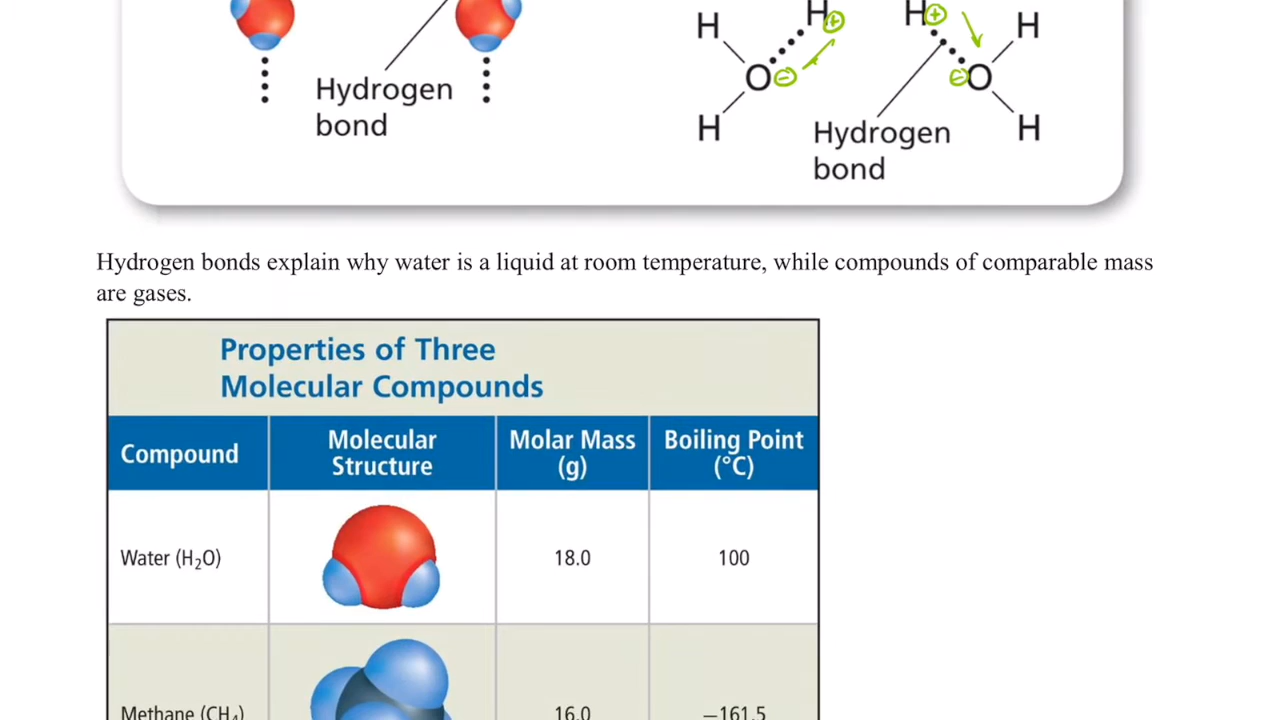 Hydrogen
bond
H
H
H
H
O
O
H
H
Hydrogen
bond
Hydrogen bonds explain why water is a liquid at room temperature, while compounds of comparable mass
are gases.
Properties of Three
Molecular Compounds
Compound
Molecular
Structure
Molar Mass
(g)
Boiling Point
(°C)
Water (H₂O)
18.0
100
Methane (CH₄)
16.0
−161.5